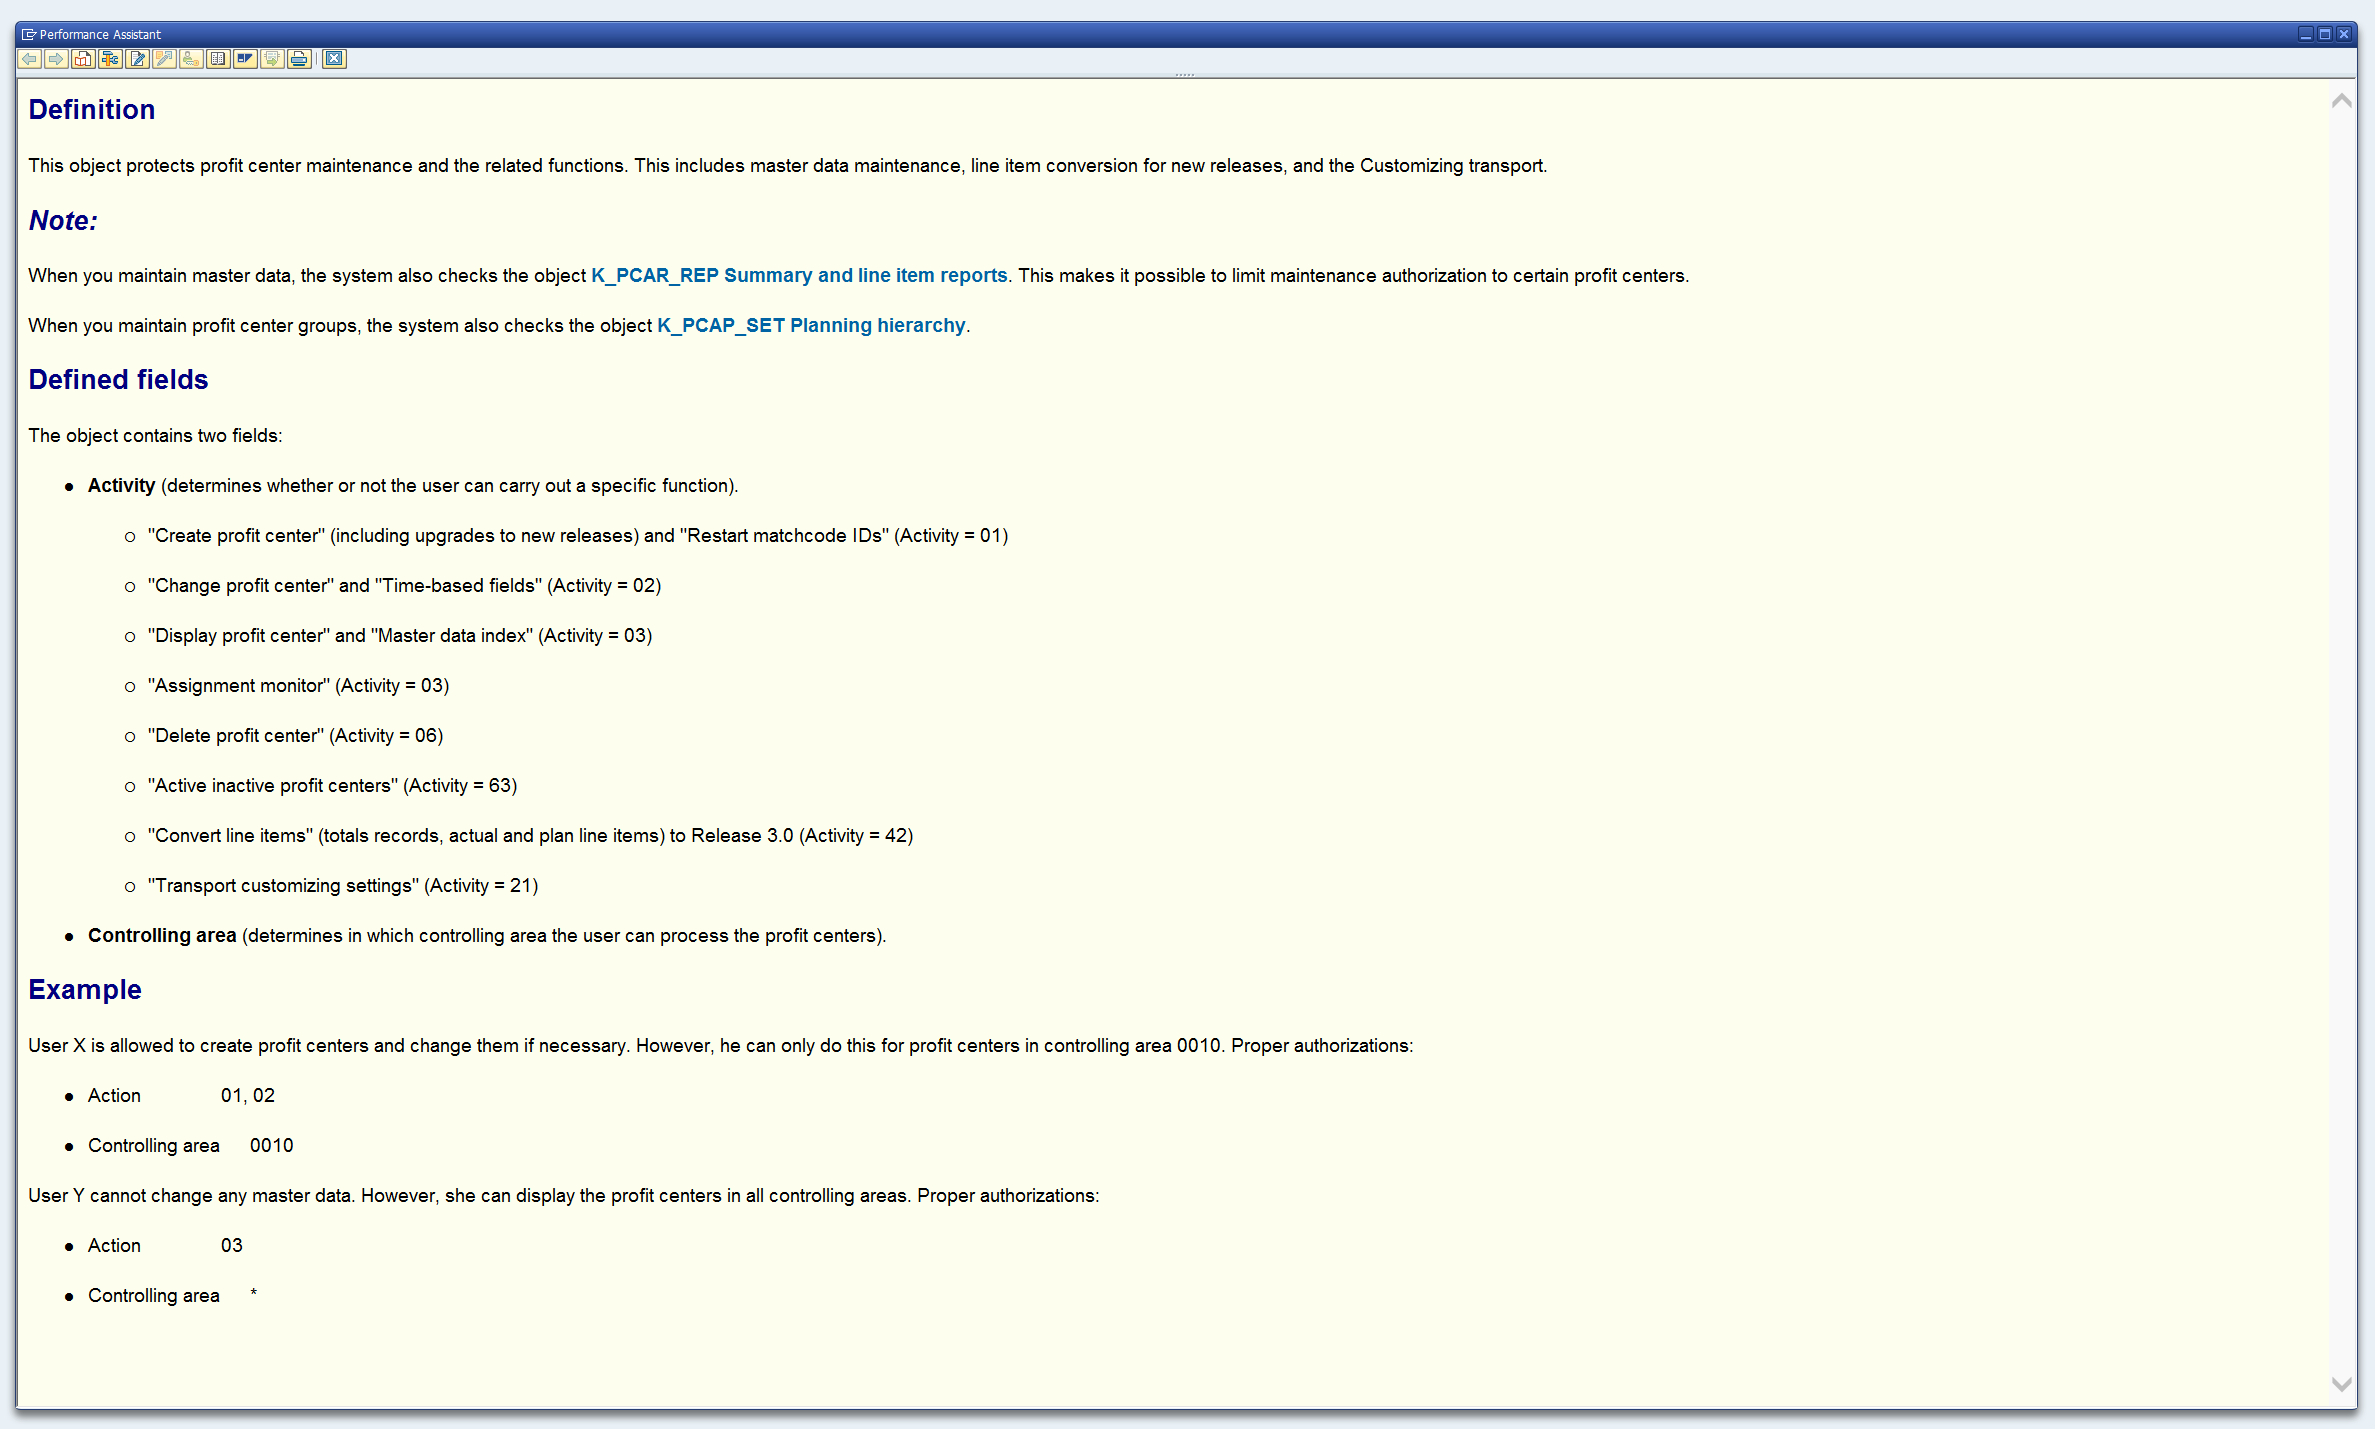 Performance Assistant
Definition
This object protects profit center maintenance and the related functions. This includes master data maintenance, line item conversion for new releases, and the Customizing transport.
Note:
When you maintain master data, the system also checks the object K_PCAR_REP Summary and line item reports. This makes it possible to limit maintenance authorization to certain profit centers.
When you maintain profit center groups, the system also checks the object K_PCAP_SET Planning hierarchy.
Defined fields
The object contains two fields:
● Activity (determines whether or not the user can carry out a specific function).
○ "Create profit center" (including upgrades to new releases) and "Restart matchcode IDs" (Activity = 01)
○ "Change profit center" and "Time-based fields" (Activity = 02)
○ "Display profit center" and "Master data index" (Activity = 03)
○ "Assignment monitor" (Activity = 03)
○ "Delete profit center" (Activity = 06)
○ "Active inactive profit centers" (Activity = 63)
○ "Convert line items" (totals records, actual and plan line items) to Release 3.0 (Activity = 42)
○ "Transport customizing settings" (Activity = 21)
● Controlling area (determines in which controlling area the user can process the profit centers).
Example
User X is allowed to create profit centers and change them if necessary. However, he can only do this for profit centers in controlling area 0010. Proper authorizations:
● Action 01, 02
● Controlling area 0010
User Y cannot change any master data. However, she can display the profit centers in all controlling areas. Proper authorizations:
● Action 03
● Controlling area *